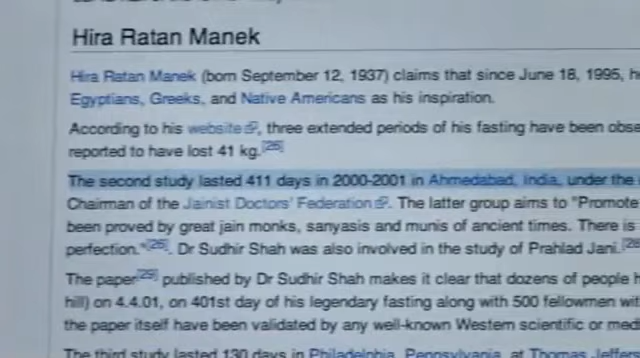 Hira Ratan Manek
Hira Ratan Manek (born September 12, 1937) claims that since June 18, 1995, h
Egyptians, Greeks, and Native Americans as his inspiration.
According to his website, three extended periods of his fasting have been obse
reported to have lost 41 kg.[26]
The second study lasted 411 days in 2000-2001 in Ahmedabad, India, under the
Chairman of the Jainist Doctors' Federation. The latter group aims to "Promote
been proved by great jain monks, sanyasis and munis of ancient times. There is
perfection."[26]. Dr Sudhir Shah was also involved in the study of Prahlad Jani.
The paper[29] published by Dr Sudhir Shah makes it clear that dozens of people h
hill) on 4.4.01, on 401st day of his legendary fasting along with 500 fellowmen wit
the paper itself have been validated by any well-known Western scientific or med
The third study lasted 130 days in Philadelphia, Pennsylvania, at Thomas Jeffers